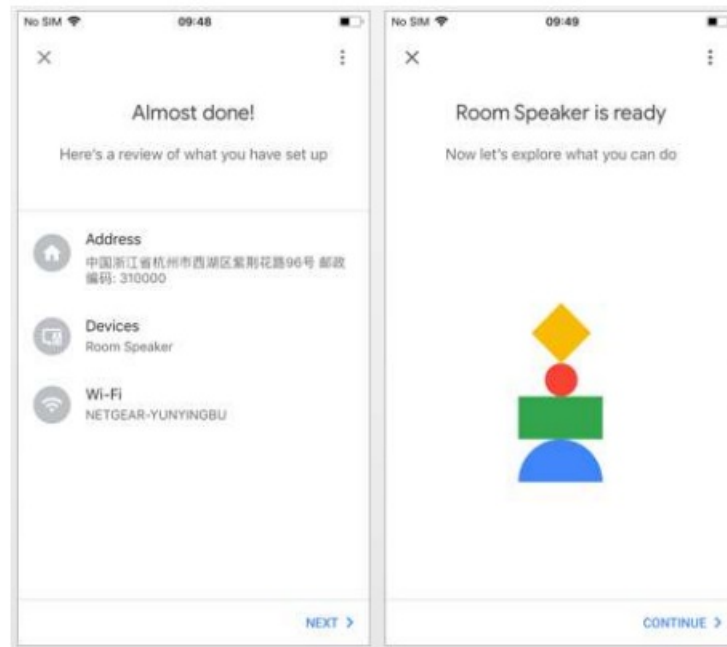 No SIM 09:48
Almost done!
Here's a review of what you have set up
Address
中国浙江省杭州市西湖区紫荆花路96号 邮政
编码: 310000
Devices
Room Speaker
Wi-Fi
NETGEAR-YUNYINGBU
NEXT >
No SIM 09:49
Room Speaker is ready
Now let's explore what you can do
CONTINUE >